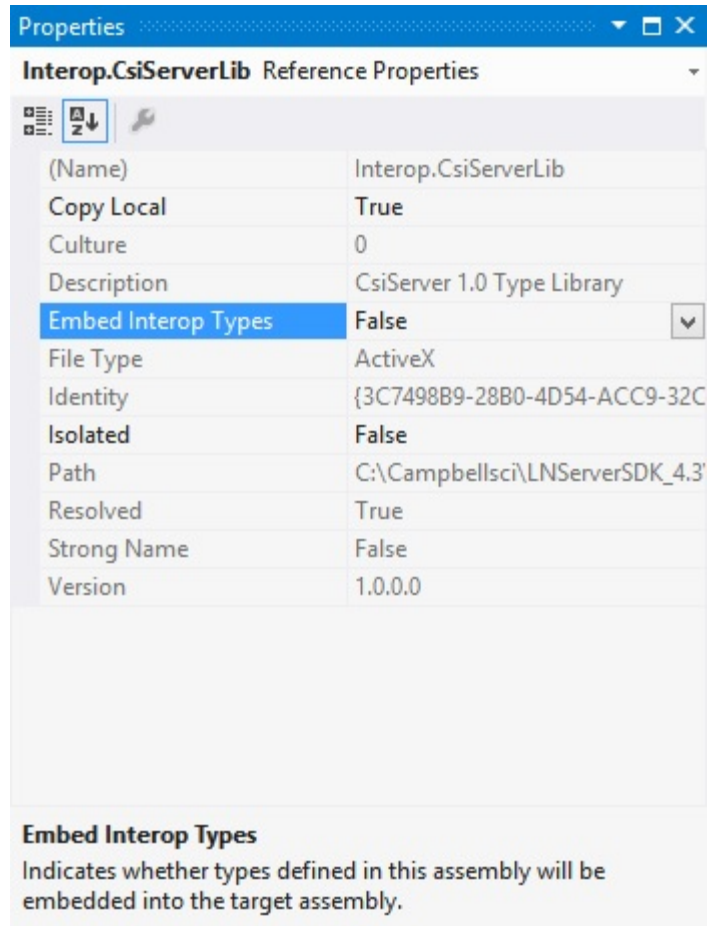 Properties
Interop.CsiServerLib Reference Properties
(Name) Interop.CsiServerLib
Copy Local True
Culture 0
Description CsiServer 1.0 Type Library
Embed Interop Types False
File Type ActiveX
Identity {3C7498B9-28B0-4D54-ACC9-32C
Isolated False
Path C:\Campbellsci\LNServerSDK_4.3
Resolved True
Strong Name False
Version 1.0.0.0
Embed Interop Types
Indicates whether types defined in this assembly will be
embedded into the target assembly.